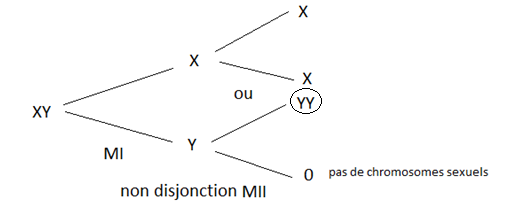 X
X
X
ou
YY
XY
Y
MI
0 pas de chromosomes sexuels
non disjonction MII